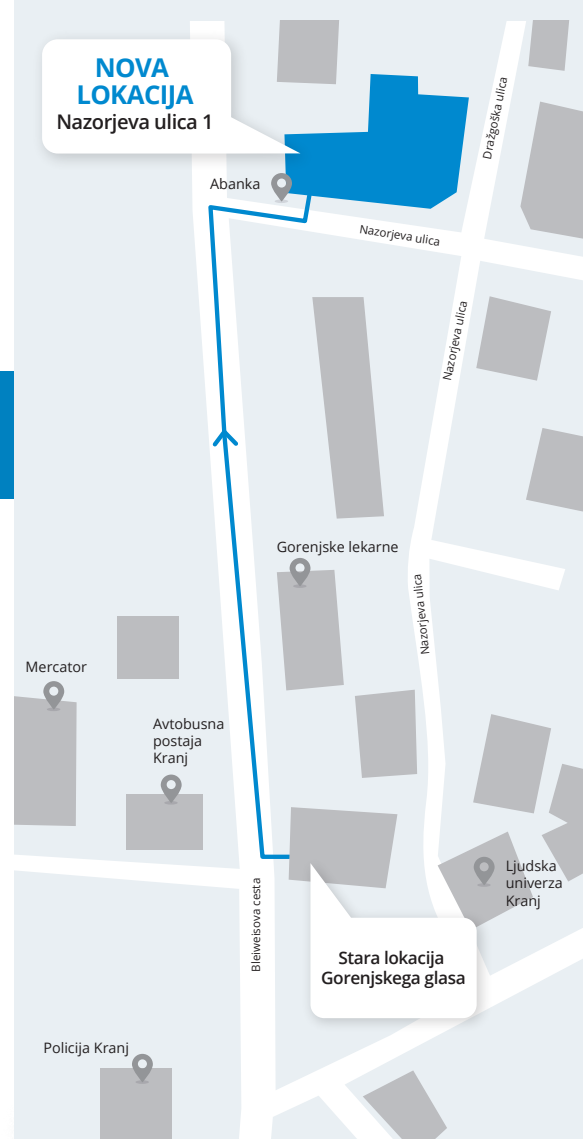 NOVA
LOKACIJA
Nazorjeva ulica 1
Dražgoška ulica
Abanka
Nazorjeva ulica
Nazorjeva ulica
Gorenjske lekarne
Nazorjeva ulica
Mercator
Avtobusna
postaja
Kranj
Ljudska
univerza
Kranj
Bleiweisova cesta
Stara lokacija
Gorenjskega glasa
Policija Kranj